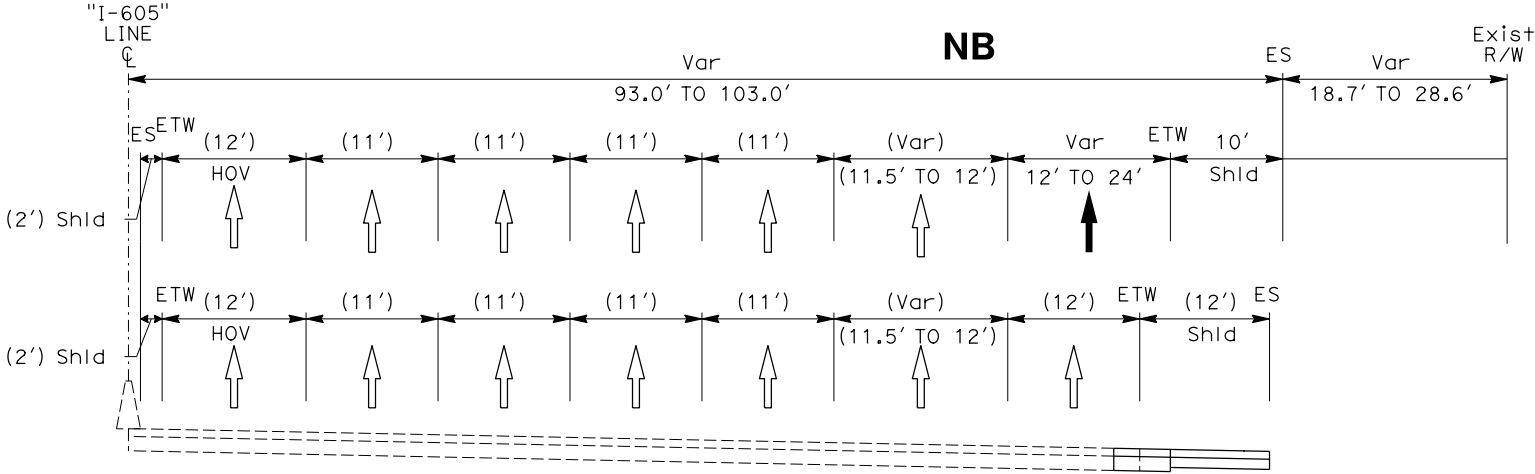 "I-605"
LINE
℄
NB
Var
93.0' TO 103.0'
ES
Var
18.7' TO 28.6'
Exist
R/W
ES
ETW
(12')
HOV
(11')
(11')
(11')
(11')
(Var)
(11.5' TO 12')
Var
12' TO 24'
ETW
10'
Shld
(2') Shld
ETW
(12')
HOV
(11')
(11')
(11')
(11')
(Var)
(11.5' TO 12')
(12')
ETW
(12')
Shld
ES
(2') Shld